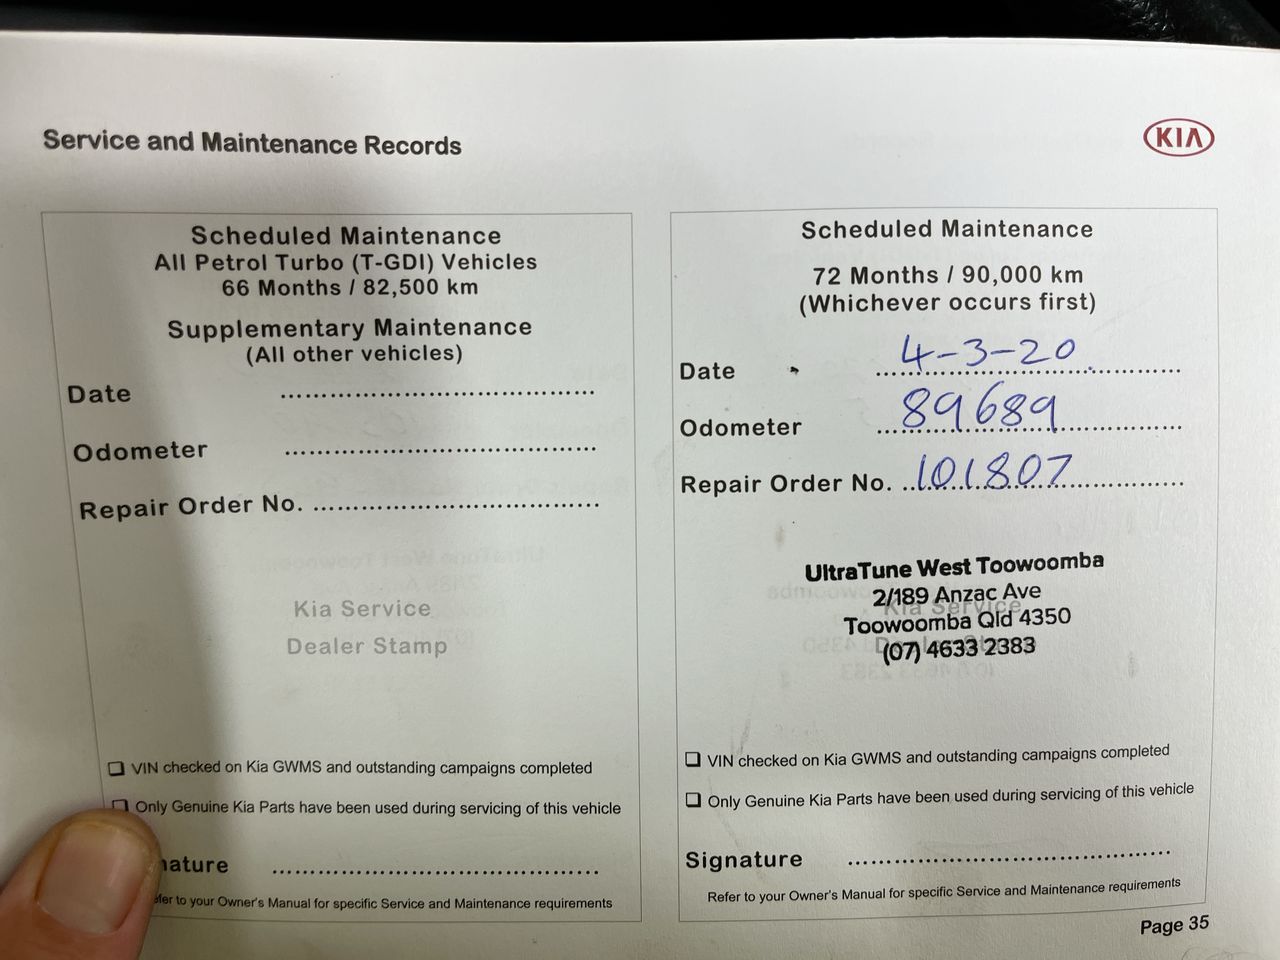 Service and Maintenance Records
KIA
Scheduled Maintenance
All Petrol Turbo (T-GDI) Vehicles
66 Months / 82,500 km
Supplementary Maintenance
(All other vehicles)
Date
Odometer
Repair Order No.
Kia Service
Dealer Stamp
VIN checked on Kia GWMS and outstanding campaigns completed
Only Genuine Kia Parts have been used during servicing of this vehicle
nature
efer to your Owner's Manual for specific Service and Maintenance requirements
Scheduled Maintenance
72 Months / 90,000 km
(Whichever occurs first)
Date 4-3-20
Odometer 89689
Repair Order No. 101807
UltraTune West Toowoomba
2/189 Anzac Ave
Kia Service
Toowoomba Qld 4350
Dealer Stamp
(07) 4633 2383
VIN checked on Kia GWMS and outstanding campaigns completed
Only Genuine Kia Parts have been used during servicing of this vehicle
Signature
Refer to your Owner's Manual for specific Service and Maintenance requirements
Page 35